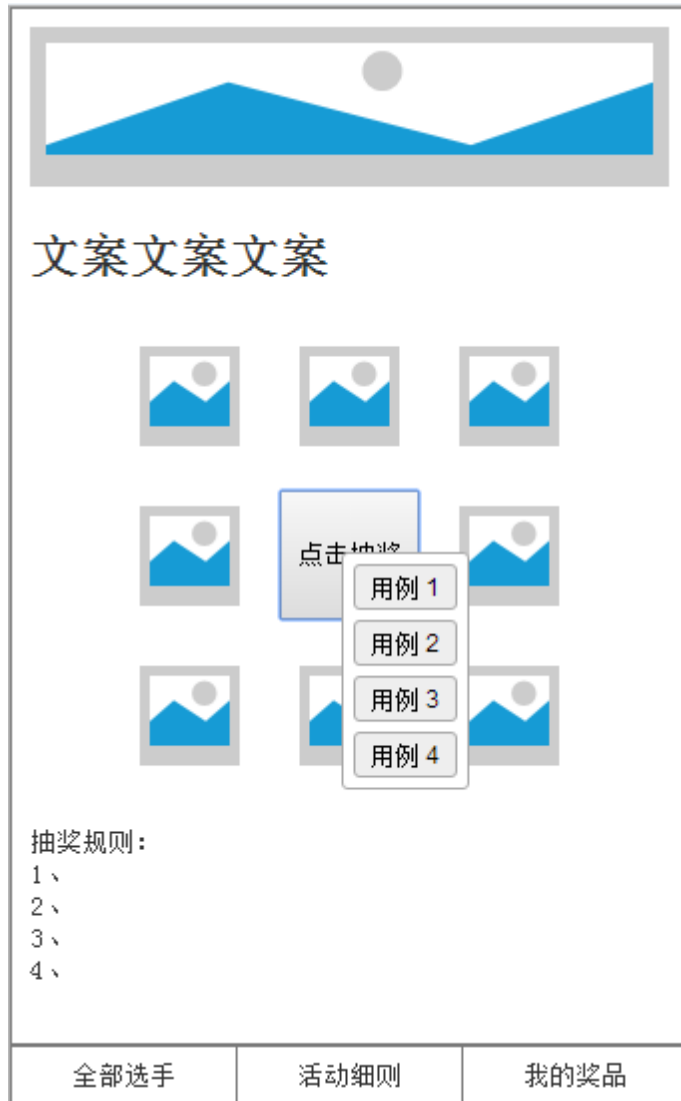 文案文案文案
点击抽奖
用例 1
用例 2
用例 3
用例 4
抽奖规则：
1、
2、
3、
4、
全部选手
活动细则
我的奖品